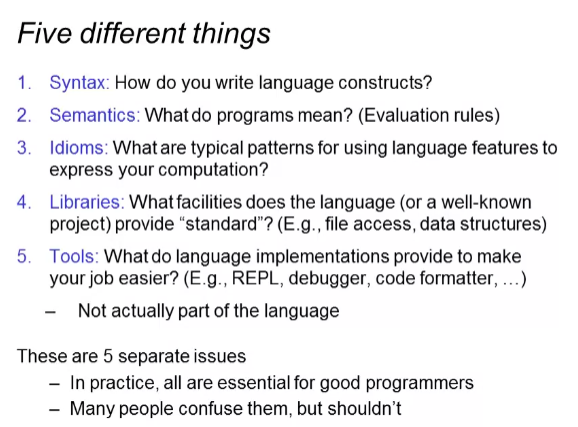 Five different things
1. Syntax: How do you write language constructs?
2. Semantics: What do programs mean? (Evaluation rules)
3. Idioms: What are typical patterns for using language features to
express your computation?
4. Libraries: What facilities does the language (or a well-known
project) provide “standard”? (E.g., file access, data structures)
5. Tools: What do language implementations provide to make
your job easier? (E.g., REPL, debugger, code formatter, …)
– Not actually part of the language
These are 5 separate issues
– In practice, all are essential for good programmers
– Many people confuse them, but shouldn’t